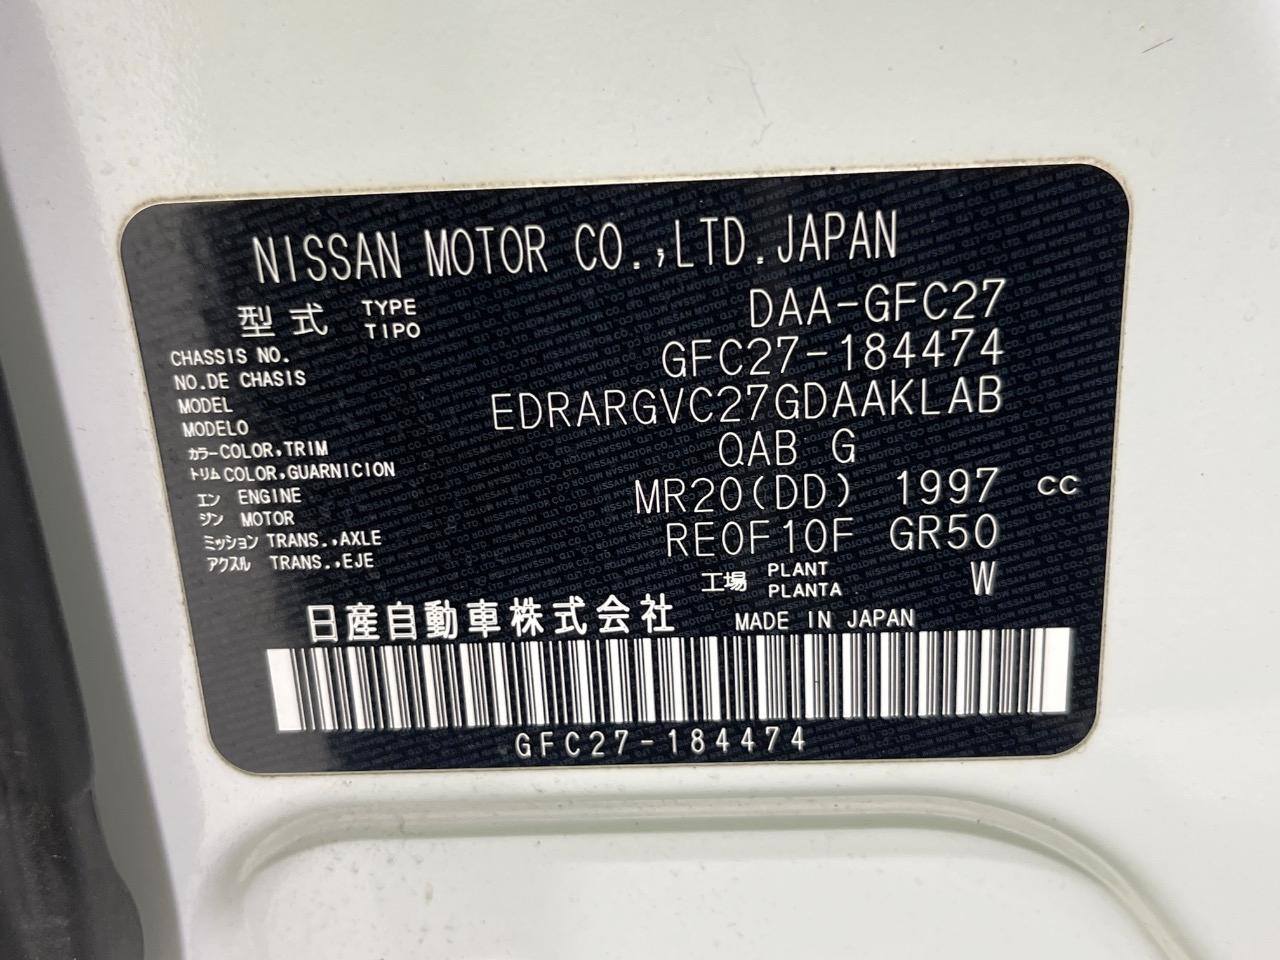 NISSAN MOTOR CO.,LTD.JAPAN
型式 TYPE TIPO DAA-GFC27
CHASSIS NO. NO.DE CHASIS GFC27-184474
MODEL MODELO EDRARGVC27GDAAKLAB
カラー COLOR,TRIM トリム COLOR,GUARNICION QAB G
エンジン ENGINE MOTOR MR20(DD) 1997 CC
ミッション TRANS.,AXLE アクスル TRANS.,EJE RE0F10F GR50
工場 PLANT PLANTA W
日産自動車株式会社 MADE IN JAPAN
GFC27-184474